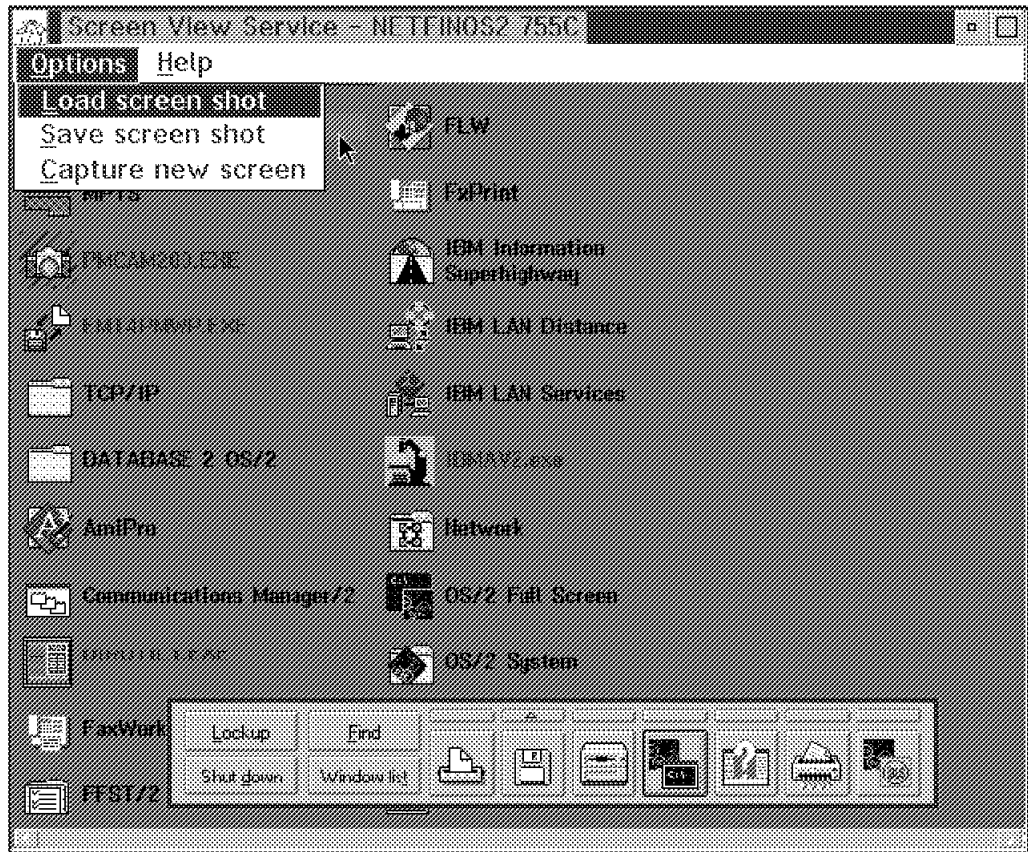 Screen View Service - NETFINOS2 755C
Options Help
Load screen shot
Save screen shot
Capture new screen
MPTS
TCP/IP
DATABASE 2 OS/2
AmiPro
Communications Manager/2
FaxWork
FFST/2
FLW
FxPrint
IBM Information
Superhighway
IBM LAN Distance
IBM LAN Services
Network
OS/2 Full Screen
OS/2 System
Lockup Find
Shut down Window list